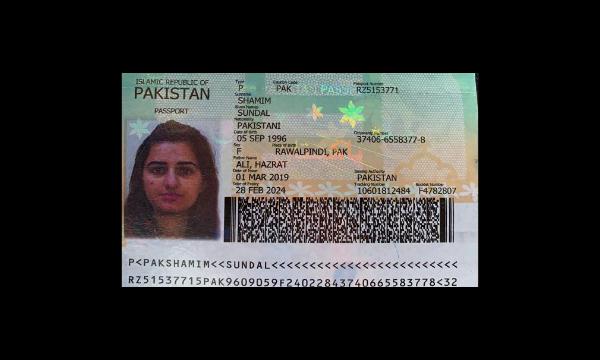 ISLAMIC REPUBLIC OF
PAKISTAN
PASSPORT
Type Country Code Passport Number
P PAK RZ5153771
Surname
SHAMIM
Given Names
SUNDAL
Nationality
PAKISTANI
Date of Birth Citizenship Number
05 SEP 1996 37406-6558377-8
Sex Place of Birth
F RAWALPINDI, PAK
Father Name
ALI, HAZRAT
Date of Issue Issuing Authority
01 MAR 2019 PAKISTAN
Date of Expiry Tracking Number Booklet Number
28 FEB 2024 10601812484 F4782807
P<PAKSHAMIM<<SUNDAL<<<<<<<<<<<<<<<<<<<<<<<<<
RZ51537715PAK9609059F24022843740665583778<32